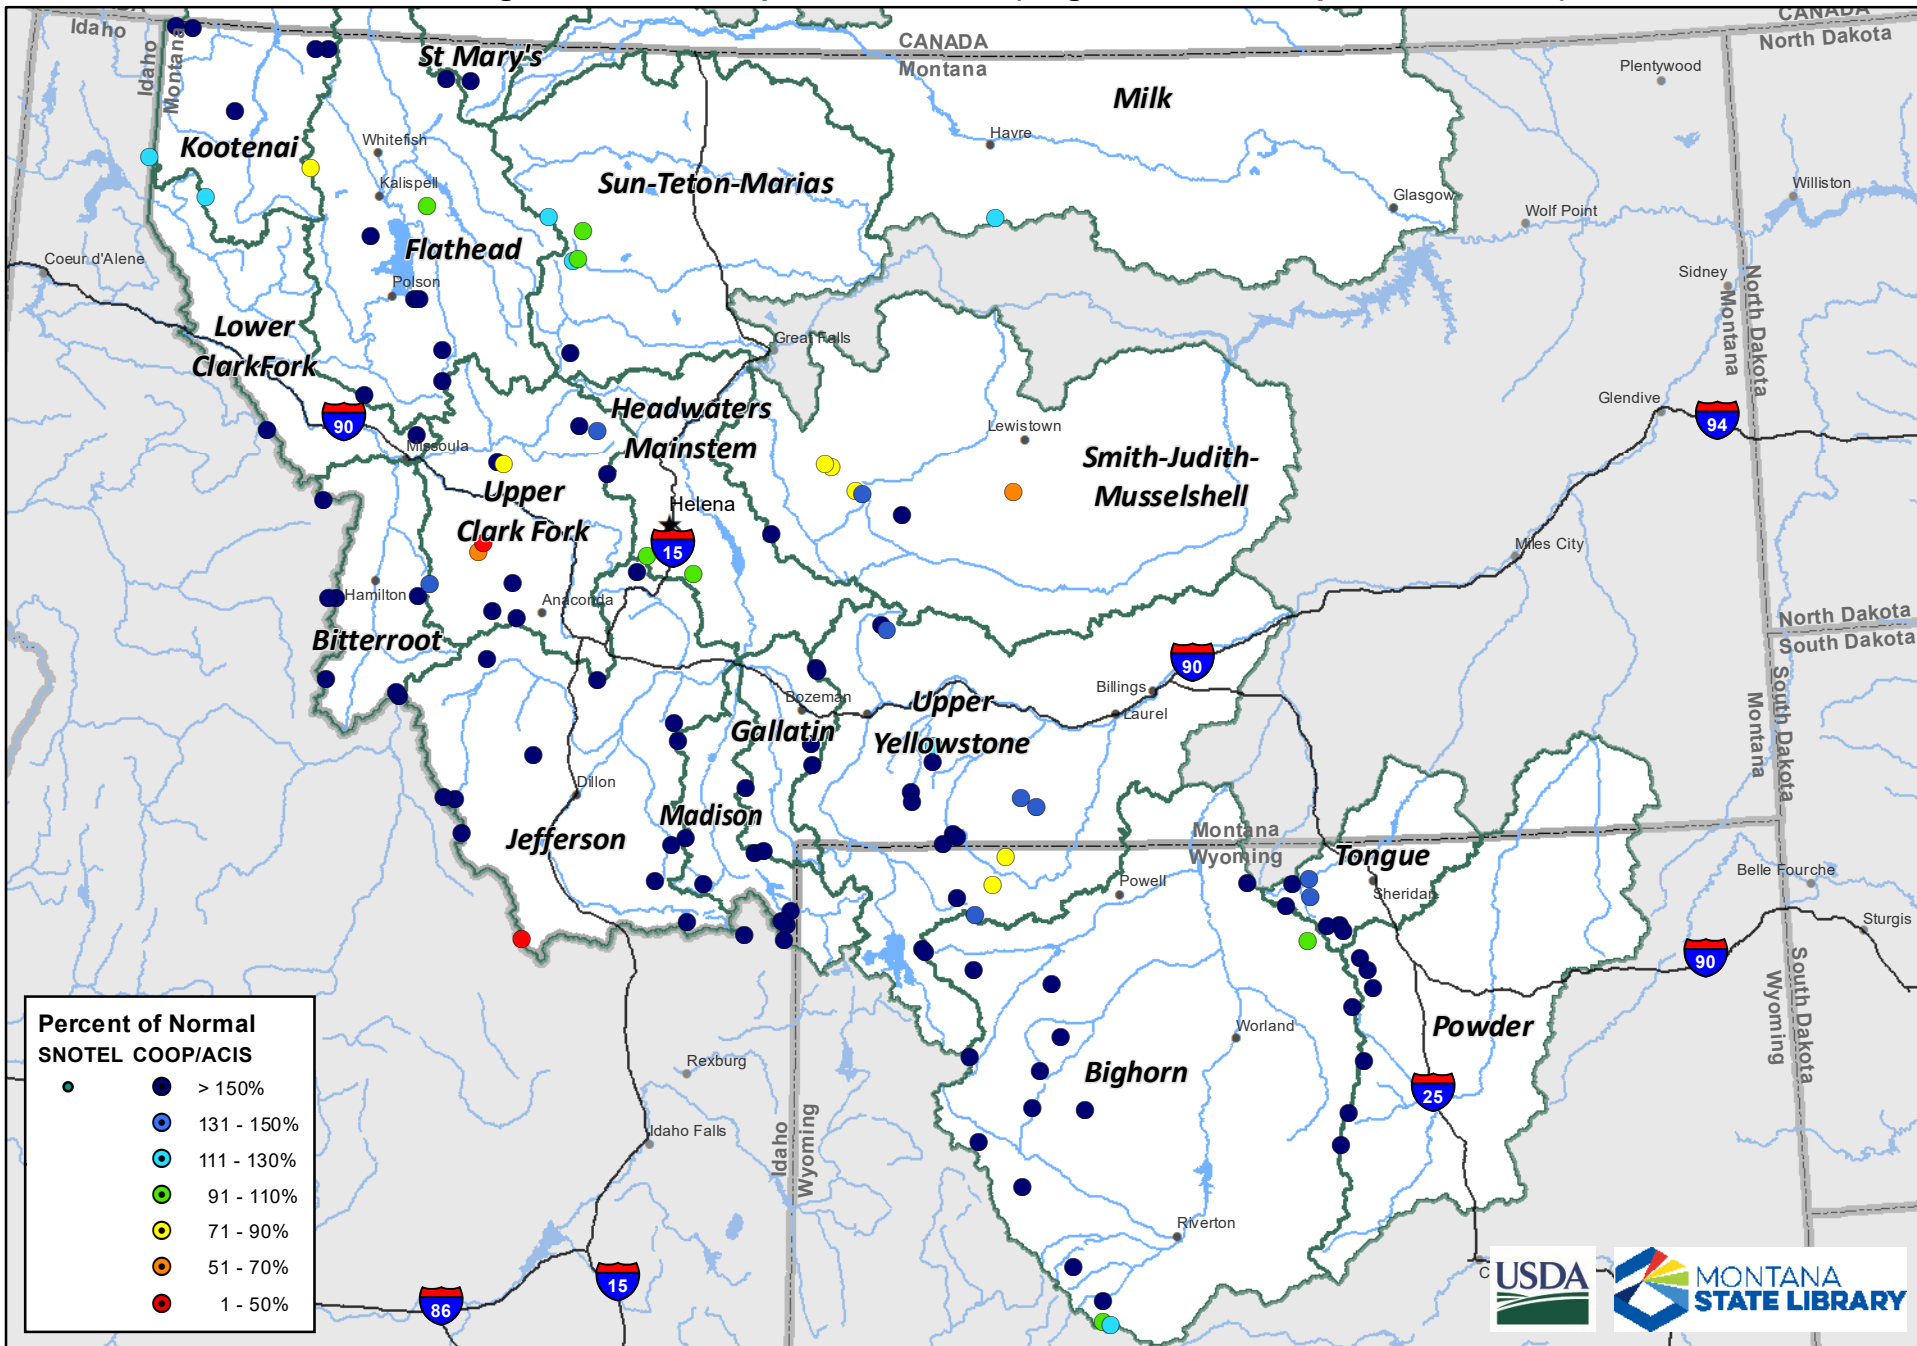 CANADA
Idaho
Idaho
Montana
St Mary's
CANADA
Montana
Milk
CANADA
North Dakota
Plentywood
Kootenai
Whitefish
Kalispell
Havre
Sun-Teton-Marias
Glasgow
Wolf Point
Williston
Flathead
Coeur d'Alene
Polson
Sidney
North Dakota
Montana
Lower
ClarkFork
Great Falls
Headwaters
Mainstem
Lewistown
Glendive
90
94
Missoula
Smith-Judith-
Musselshell
Upper
Clark Fork
Helena
15
Miles City
Hamilton
Anaconda
Bitterroot
North Dakota
South Dakota
90
Billings
Laurel
Bozeman
Upper
Yellowstone
Gallatin
South Dakota
Montana
Dillon
Madison
Jefferson
Montana
Wyoming
Tongue
Powell
Sheridan
Belle Fourche
Sturgis
90
South Dakota
Wyoming
Percent of Normal
SNOTEL COOP/ACIS
> 150%
131 - 150%
111 - 130%
91 - 110%
71 - 90%
51 - 70%
1 - 50%
Worland
Powder
Rexburg
Bighorn
25
Idaho Falls
Idaho
Wyoming
Riverton
15
86
C
USDA
MONTANA
STATE LIBRARY